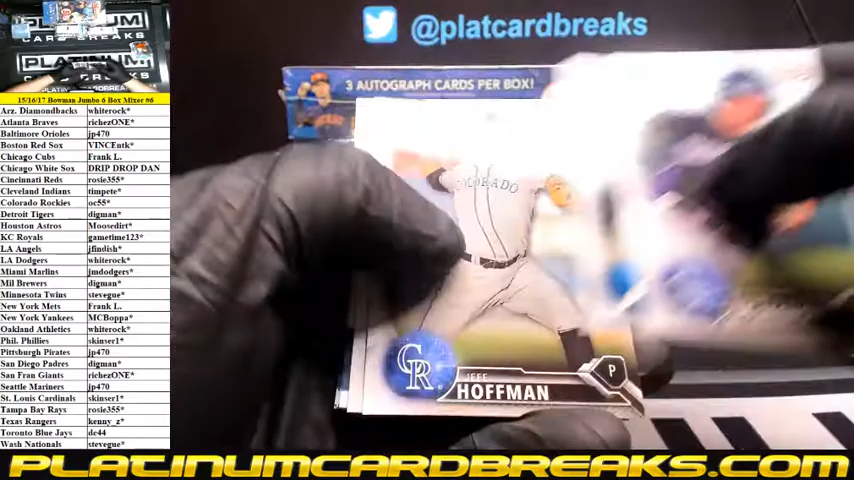 @platcardbreaks
3 AUTOGRAPH CARDS PER BOX!
PLATINUM
15/16/17 Bowman Jumbo 6 Box Mixer #6
Arz. Diamondbacks whiterock*
Atlanta Braves richezONE*
Baltimore Orioles jp470
Boston Red Sox VINCEntk*
Chicago Cubs Frank L.
Chicago White Sox DRIP DROP DAN
Cincinnati Reds rosie355*
Cleveland Indians timpete*
Colorado Rockies oc55*
Detroit Tigers digman*
Houston Astros Moosedirt*
KC Royals gametime123*
LA Angels jfindish*
LA Dodgers whiterock*
Miami Marlins jmdodgers*
Mil Brewers digman*
Minnesota Twins stevegue*
New York Mets Frank L.
New York Yankees MCBoppa*
Oakland Athletics whiterock*
Phil. Phillies skinser1*
Pittsburgh Pirates jp470
San Diego Padres digman*
San Fran Giants richezONE*
Seattle Mariners jp470
St. Louis Cardinals skinser1*
Tampa Bay Rays rosie355*
Texas Rangers kenny_z*
Toronto Blue Jays dc44
Wash Nationals stevegue*
COLORADO
CR
JEFF
HOFFMAN
P
PLATINUMCARDBREAKS.COM